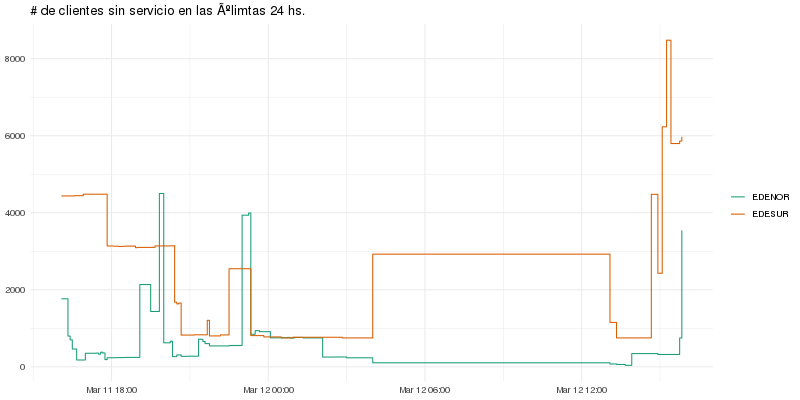 # de clientes sin servicio en las Ãºlimtas 24 hs.
8000
6000
4000
2000
0
Mar 11 18:00
Mar 12 00:00
Mar 12 06:00
Mar 12 12:00
EDENOR
EDESUR